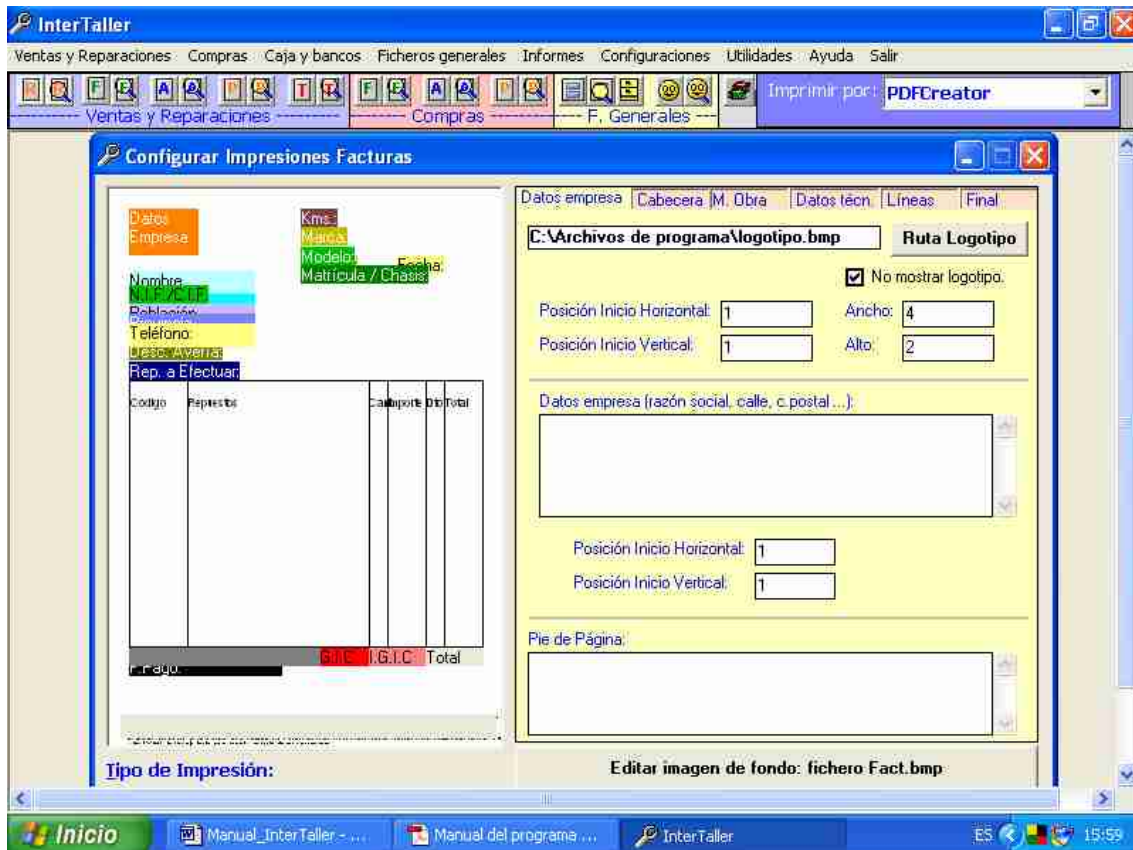 InterTaller
Ventas y Reparaciones Compras Caja y bancos Ficheros generales Informes Configuraciones Utilidades Ayuda Salir
R F E A A P P T T F E A A P P Imprimir por: PDFCreator
Ventas y Reparaciones Compras F. Generales
Configurar Impresiones Facturas
Datos Empresa
Kms.:
Marca:
Modelo:
Fecha:
Matrícula / Chasis:
Nombre
N.I.F./C.I.F.
Población
Teléfono:
Desc. Avería:
Rep. a Efectuar:
Codigo Repuestos Importe Dto Total
G.I.C I.G.I.C Total
F.Pago:
Tipo de Impresión:
Datos empresa Cabecera M. Obra Datos técn. Líneas Final
C:\Archivos de programa\logotipo.bmp Ruta Logotipo
No mostrar logotipo.
Posición Inicio Horizontal: 1 Ancho: 4
Posición Inicio Vertical: 1 Alto: 2
Datos empresa (razón social, calle, c.postal ...):
Posición Inicio Horizontal: 1
Posición Inicio Vertical: 1
Pie de Página:
Editar imagen de fondo: fichero Fact.bmp
Inicio Manual_InterTaller - ... Manual del programa ... InterTaller ES 15:59